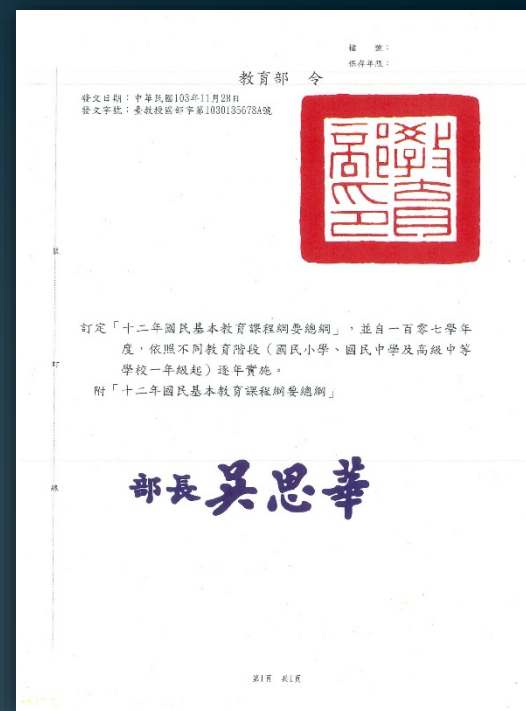 檔　號：
保存年限：
教育部　令
發文日期：中華民國103年11月28日
發文字號：臺教授國部字第1030135678A號
教育部印
裝
訂定「十二年國民基本教育課程綱要總綱」，並自一百零七學年
度，依照不同教育階段（國民小學、國民中學及高級中等
學校一年級起）逐年實施。
訂
附「十二年國民基本教育課程綱要總綱」
部長 吳思華
線
第1頁　共1頁